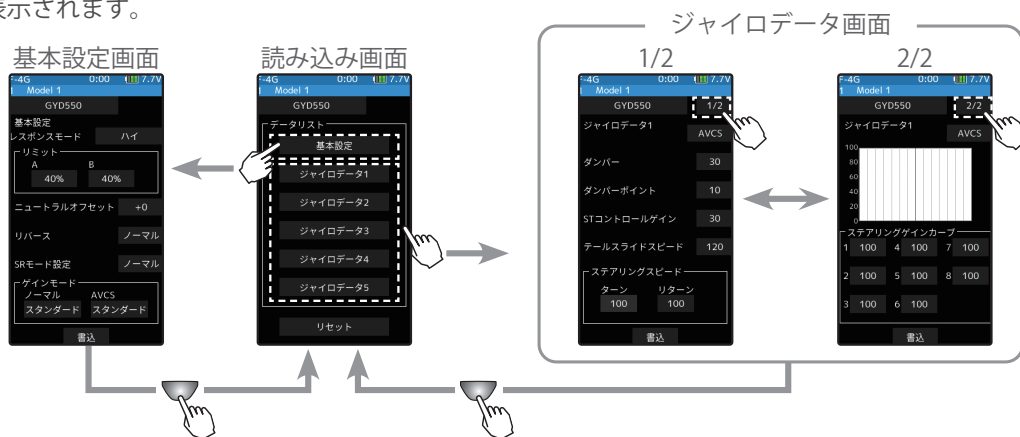 表示されます。
基本設定画面
-4G 0:00 7.7V
Model 1
GYD550
基本設定
レスポンスモード ハイ
リミット
A B
40% 40%
ニュートラルオフセット +0
リバース ノーマル
SRモード設定 ノーマル
ゲインモード
ノーマル AVCS
スタンダード スタンダード
書込
読み込み画面
-4G 0:00 7.7V
Model 1
GYD550
データリスト
基本設定
ジャイロデータ1
ジャイロデータ2
ジャイロデータ3
ジャイロデータ4
ジャイロデータ5
リセット
ジャイロデータ画面
1/2
-4G 0:00 7.7V
1 Model 1
GYD550 1/2
ジャイロデータ1
AVCS
ダンパー 30
ダンパーポイント 10
STコントロールゲイン 30
テールスライドスピード 120
ステアリングスピード
ターン リターン
100 100
書込
2/2
-4G 0:00 7.7V
1 Model 1
GYD550 2/2
ジャイロデータ1
AVCS
100
80
60
40
20
0
ステアリングゲインカーブ
1 100 4 100 7 100
2 100 5 100 8 100
3 100 6 100
書込